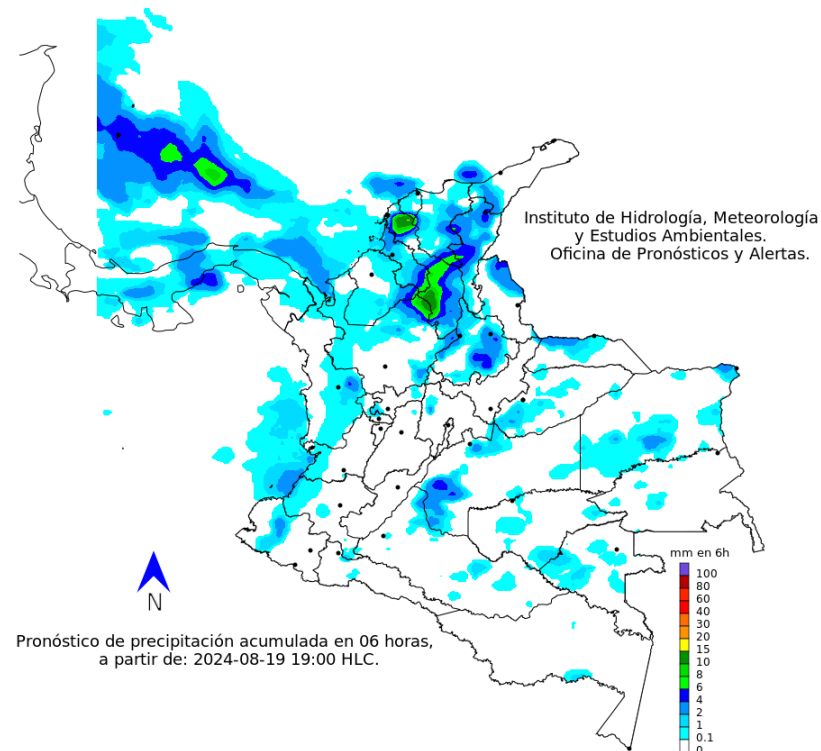 Instituto de Hidrología, Meteorología
y Estudios Ambientales.
Oficina de Pronósticos y Alertas.
N
Pronóstico de precipitación acumulada en 06 horas,
a partir de: 2024-08-19 19:00 HLC.
mm en 6h
100
80
60
40
30
20
15
10
8
6
4
2
1
0.1
0